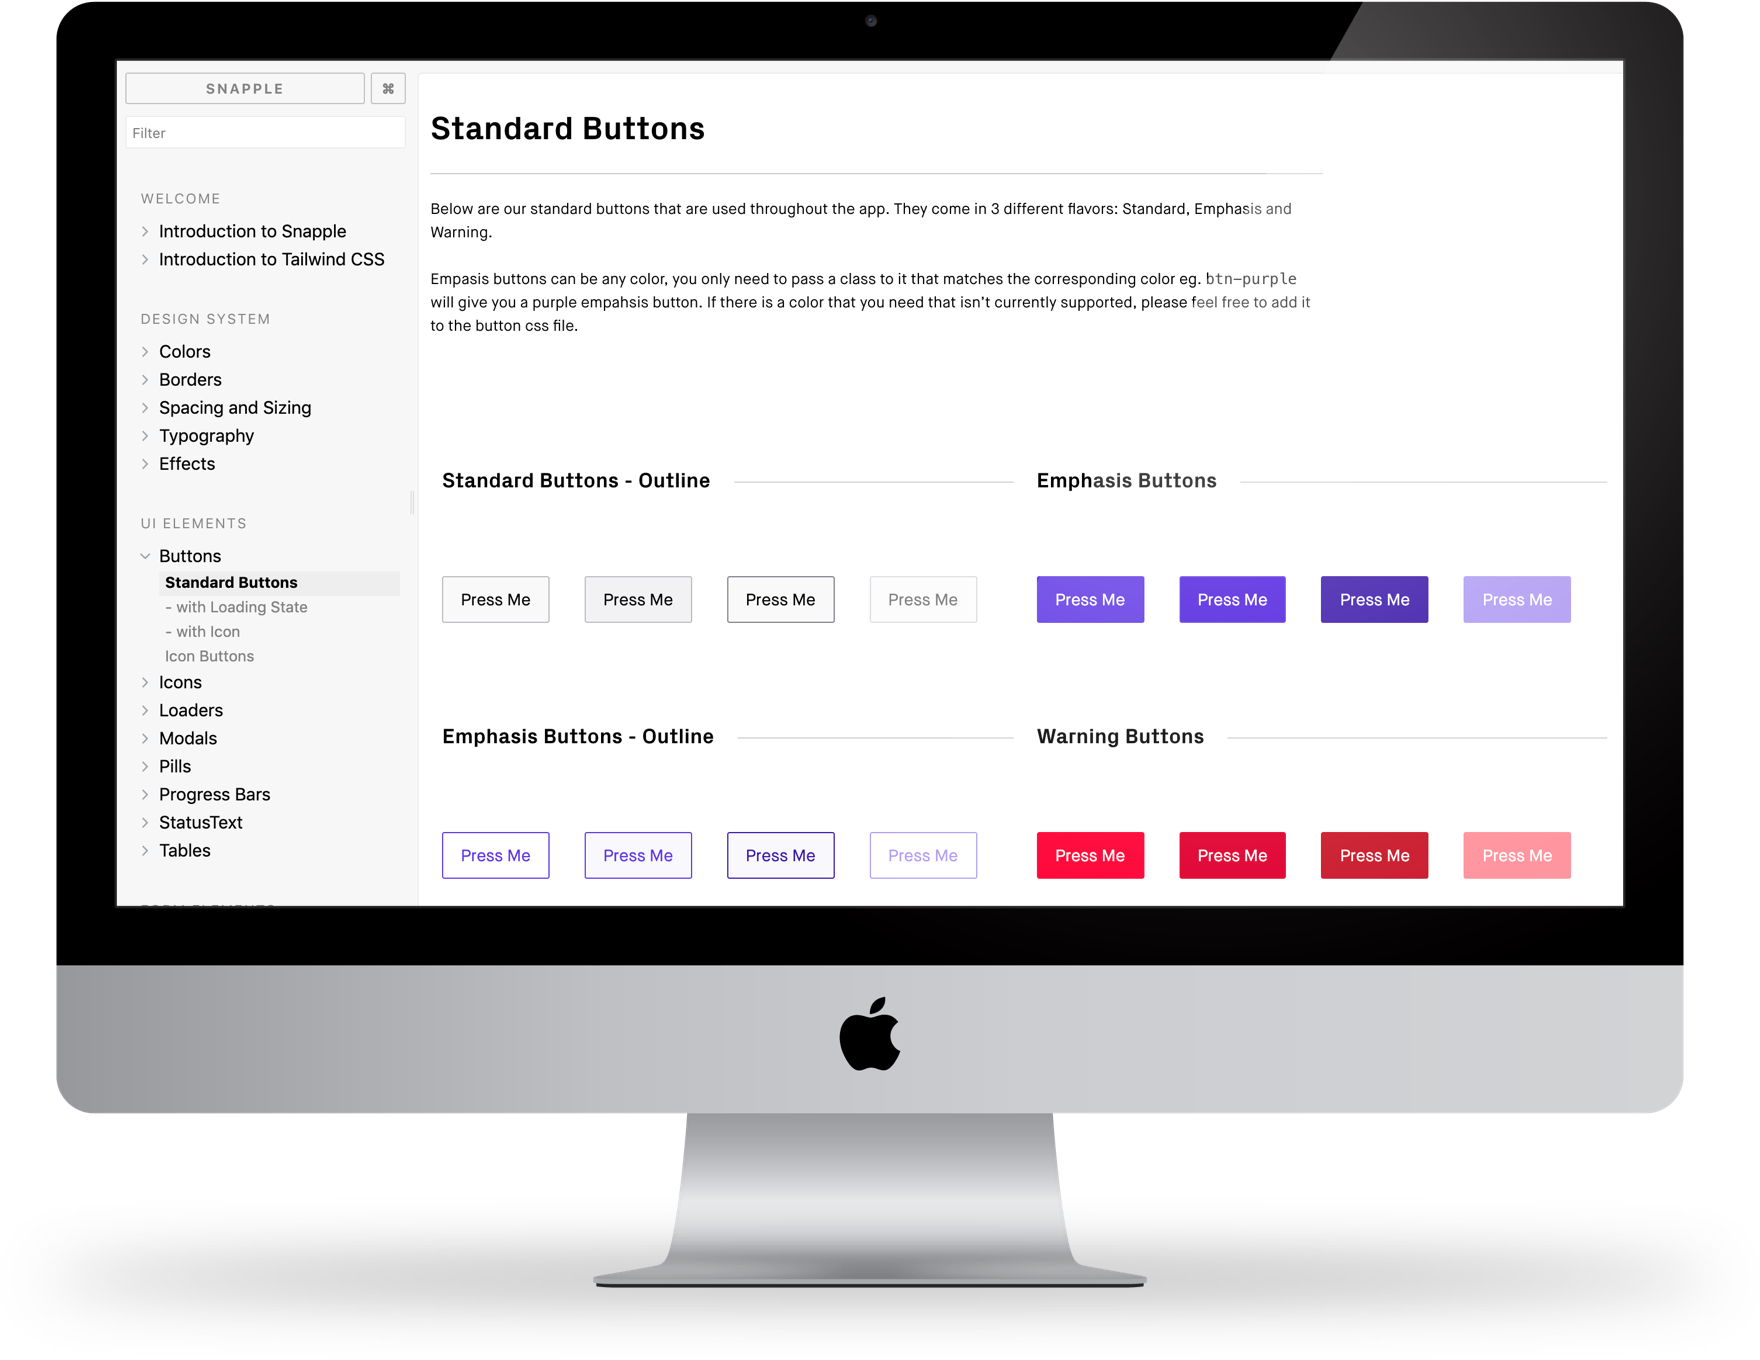 SNAPPLE ⌘
Filter
WELCOME
Introduction to Snapple
Introduction to Tailwind CSS
DESIGN SYSTEM
Colors
Borders
Spacing and Sizing
Typography
Effects
UI ELEMENTS
Buttons
Standard Buttons
- with Loading State
- with Icon
Icon Buttons
Icons
Loaders
Modals
Pills
Progress Bars
StatusText
Tables
Standard Buttons
Below are our standard buttons that are used throughout the app. They come in 3 different flavors: Standard, Emphasis and
Warning.
Empasis buttons can be any color, you only need to pass a class to it that matches the corresponding color eg. btn-purple
will give you a purple empahsis button. If there is a color that you need that isn't currently supported, please feel free to add it
to the button css file.
Standard Buttons - Outline
Press Me Press Me Press Me Press Me
Emphasis Buttons
Press Me Press Me Press Me Press Me
Emphasis Buttons - Outline
Press Me Press Me Press Me Press Me
Warning Buttons
Press Me Press Me Press Me Press Me